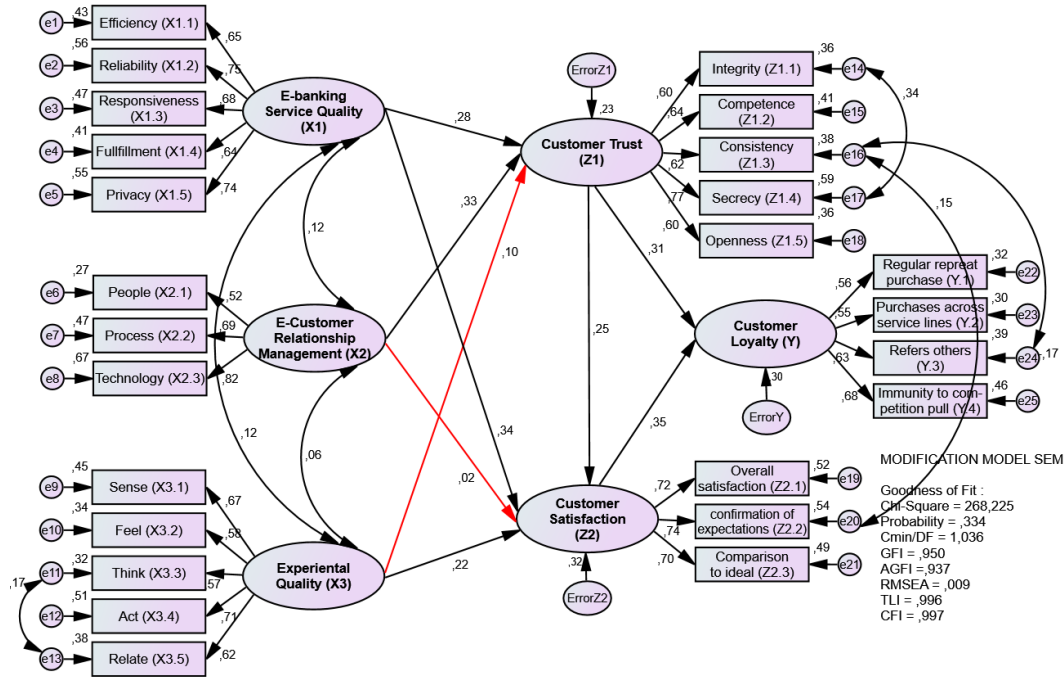 e1
,43
Efficiency (X1.1)
,65
e2
,56
Reliability (X1.2)
,75
e3
,47
Responsiveness
(X1.3)
,68
e4
,41
Fullfillment (X1.4)
,64
e5
,55
Privacy (X1.5)
,74
E-banking
Service Quality
(X1)
e6
,27
People (X2.1)
,52
e7
,47
Process (X2.2)
,69
e8
,67
Technology (X2.3)
,82
E-Customer
Relationship
Management (X2)
e9
,45
Sense (X3.1)
,67
e10
,34
Feel (X3.2)
,58
e11
,32
Think (X3.3)
,57
e12
,51
Act (X3.4)
,71
e13
,38
Relate (X3.5)
,62
,17
Experiental
Quality (X3)
,12
,12
,06
,28
,33
,10
,34
,02
,22
ErrorZ1
,23
Customer Trust
(Z1)
,25
,31
,35
Customer
Satisfaction
(Z2)
,32
ErrorZ2
Customer
Loyalty (Y)
,30
ErrorY
,60
Integrity (Z1.1)
,36
e14
,64
Competence
(Z1.2)
,41
e15
,62
Consistency
(Z1.3)
,38
e16
,77
Secrecy (Z1.4)
,59
e17
,60
Openness (Z1.5)
,36
e18
,34
,15
,17
,56
Regular repreat
purchase (Y.1)
,32
e22
,55
Purchases across
service lines (Y.2)
,30
e23
,63
Refers others
(Y.3)
,39
e24
,68
Immunity to com-
petition pull (Y.4)
,46
e25
,72
Overall
satisfaction (Z2.1)
,52
e19
,74
confirmation of
expectations (Z2.2)
,54
e20
,70
Comparison
to ideal (Z2.3)
,49
e21
MODIFICATION MODEL SEM
Goodness of Fit :
Chi-Square = 268,225
Probability = ,334
Cmin/DF = 1,036
GFI = ,950
AGFI = ,937
RMSEA = ,009
TLI = ,996
CFI = ,997